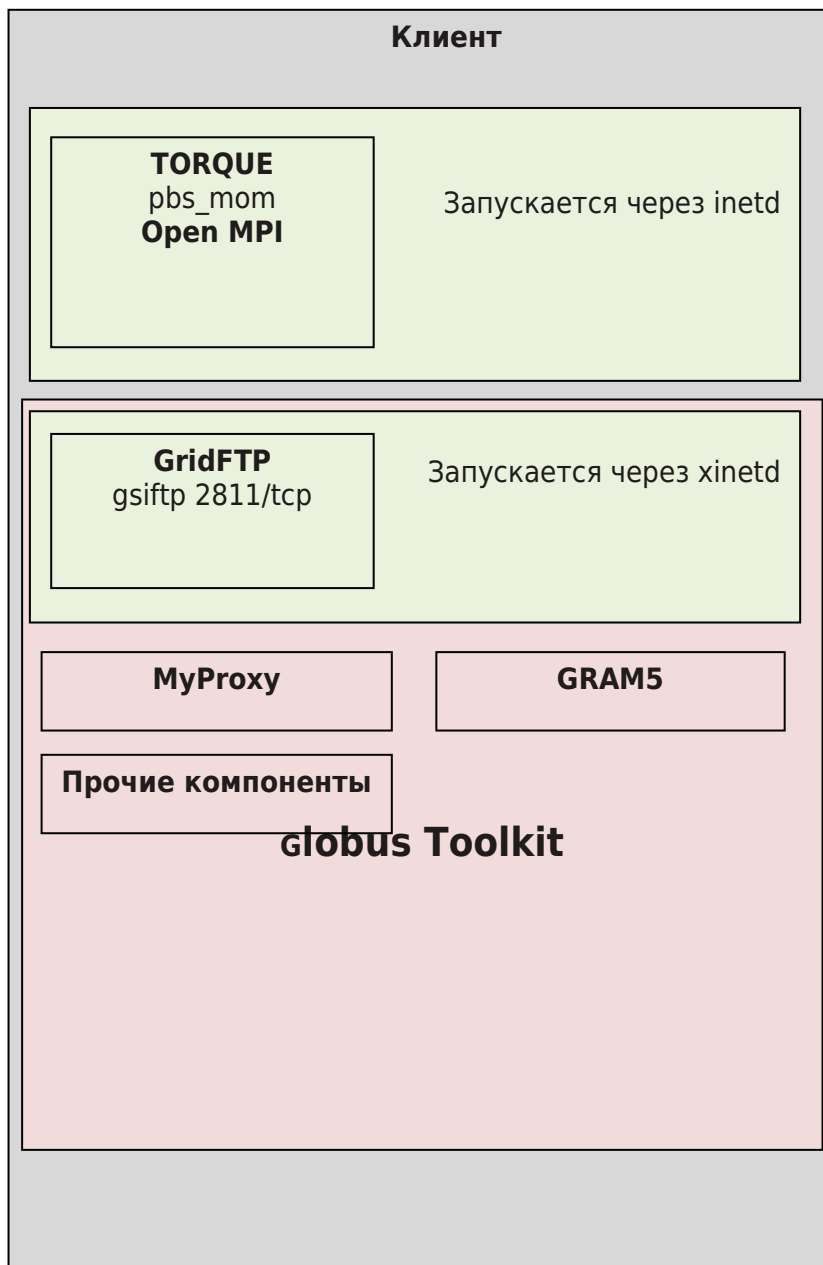 Клиент
TORQUE
pbs_mom
Open MPI
Запускается через inetd
GridFTP
gsiftp 2811/tcp
Запускается через xinetd
MyProxy
GRAM5
Прочие компоненты
Globus Toolkit